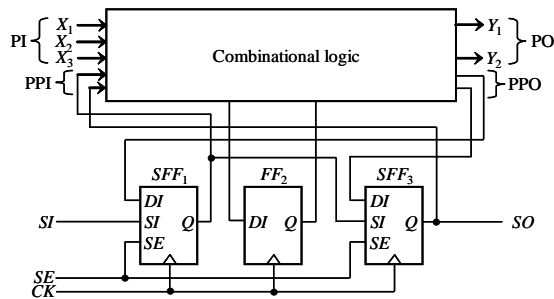 PI X1 Y1 PO
X2 Combinational logic
X3 Y2
PPI PPO
SFF1 FF2 SFF3
DI DI
SI SI Q DI Q SI Q SO
SE SE
SE
CK